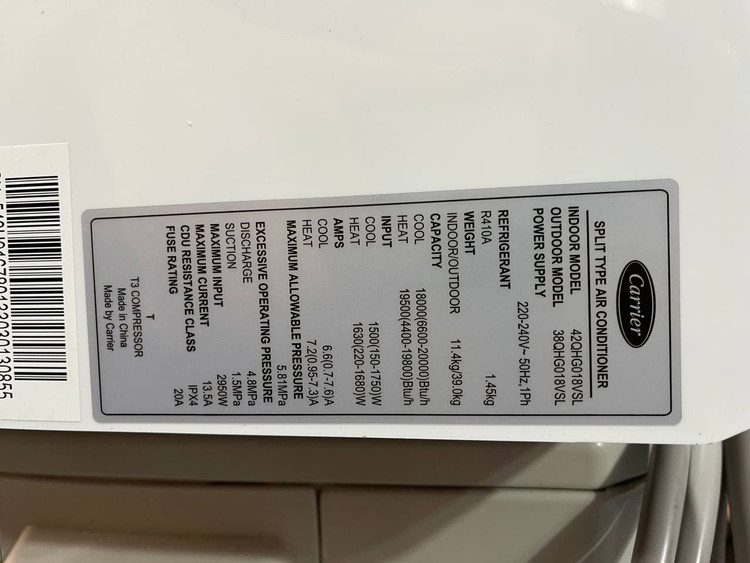 Carrier
SPLIT TYPE AIR CONDITIONER
INDOOR MODEL 42QHG018VSL
OUTDOOR MODEL 38QHG018VSL
POWER SUPPLY
220-240V~ 50Hz,1Ph
REFRIGERANT
R410A 1.45kg
WEIGHT
INDOOR/OUTDOOR 11.4kg/39.0kg
CAPACITY
COOL 18000(6600-20000)Btu/h
HEAT 19500(4400-19800)Btu/h
INPUT
COOL 1500(150-1750)W
HEAT 1630(220-1680)W
AMPS
COOL 6.6(0.7-7.6)A
HEAT 7.2(0.95-7.3)A
MAXIMUM ALLOWABLE PRESSURE
5.81MPa
EXCESSIVE OPERATING PRESSURE
DISCHARGE 4.8MPa
SUCTION 1.5MPa
MAXIMUM INPUT 2950W
MAXIMUM CURRENT 13.5A
CDU RESISTANCE CLASS IPX4
FUSE RATING 20A
T
T3 COMPRESSOR
Made in China
Made by Carrier